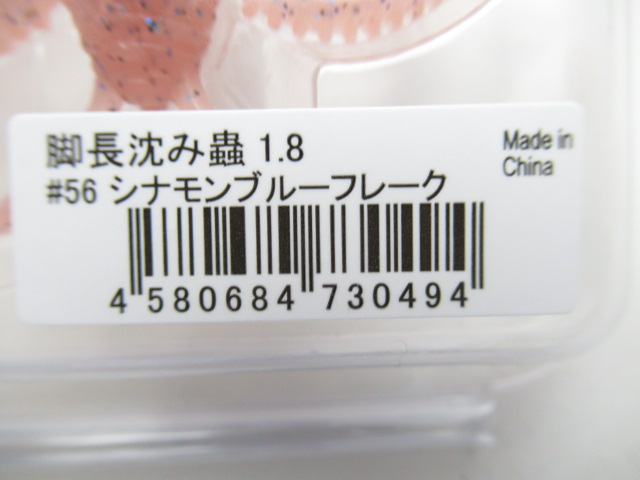 脚長沈み蟲 1.8
#56 シナモンブルーフレーク
Made in
China
4 580684 730494